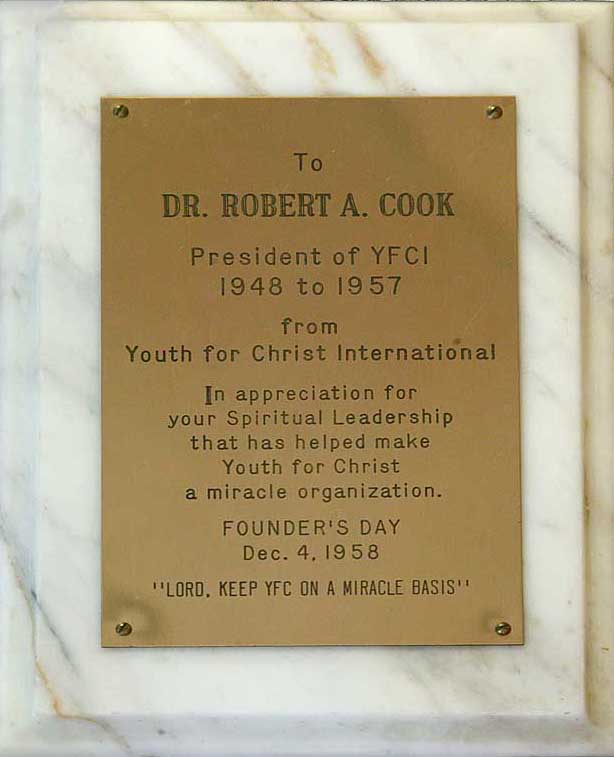 To
DR. ROBERT A. COOK
President of YFCI
1948 to 1957
from
Youth for Christ International
In appreciation for
your Spiritual Leadership
that has helped make
Youth for Christ
a miracle organization.
FOUNDER'S DAY
Dec. 4, 1958
"LORD, KEEP YFC ON A MIRACLE BASIS"